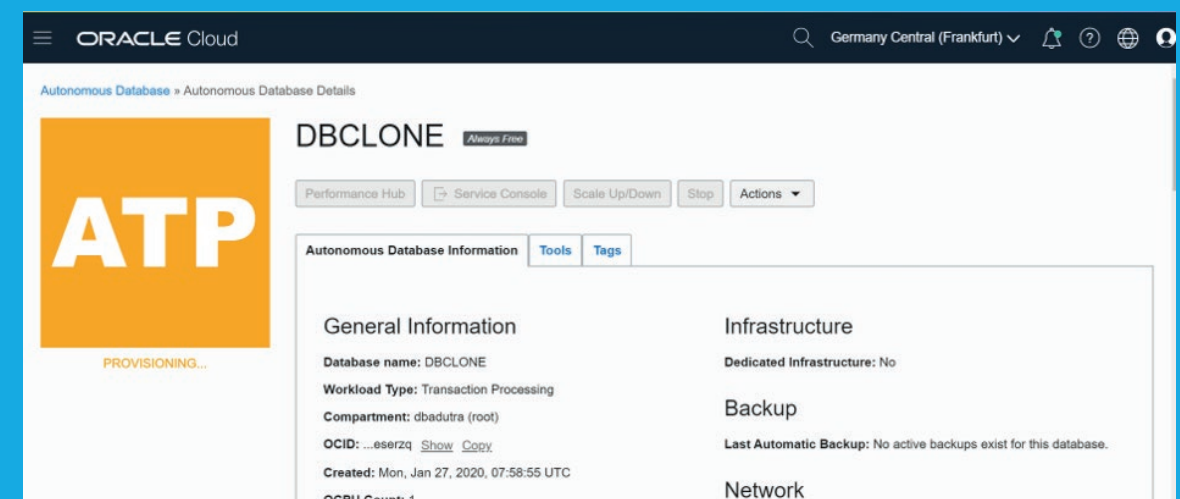 ORACLE Cloud
Germany Central (Frankfurt)
Autonomous Database » Autonomous Database Details
ATP
PROVISIONING...
DBCLONE Always Free
Performance Hub Service Console Scale Up/Down Stop Actions
Autonomous Database Information Tools Tags
General Information
Database name: DBCLONE
Workload Type: Transaction Processing
Compartment: dbadutra (root)
OCID: ...eserzq Show Copy
Created: Mon, Jan 27, 2020, 07:58:55 UTC
OCPU Count: 1
Infrastructure
Dedicated Infrastructure: No
Backup
Last Automatic Backup: No active backups exist for this database.
Network